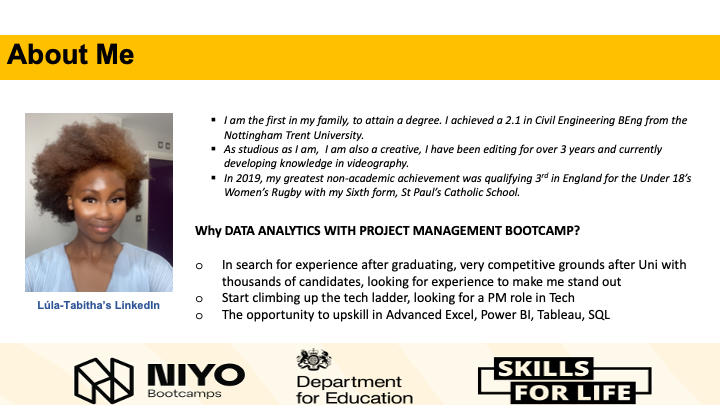 About Me
▪ I am the first in my family, to attain a degree. I achieved a 2.1 in Civil Engineering BEng from the
Nottingham Trent University.
▪ As studious as I am,  I am also a creative, I have been editing for over 3 years and currently
developing knowledge in videography.
▪ In 2019, my greatest non-academic achievement was qualifying 3rd in England for the Under 18's
Women's Rugby with my Sixth form, St Paul's Catholic School.
Lúla-Tabitha's LinkedIn
Why DATA ANALYTICS WITH PROJECT MANAGEMENT BOOTCAMP?
o In search for experience after graduating, very competitive grounds after Uni with
thousands of candidates, looking for experience to make me stand out
o Start climbing up the tech ladder, looking for a PM role in Tech
o The opportunity to upskill in Advanced Excel, Power BI, Tableau, SQL
NIYO
Bootcamps
Department
for Education
SKILLS
FOR LIFE